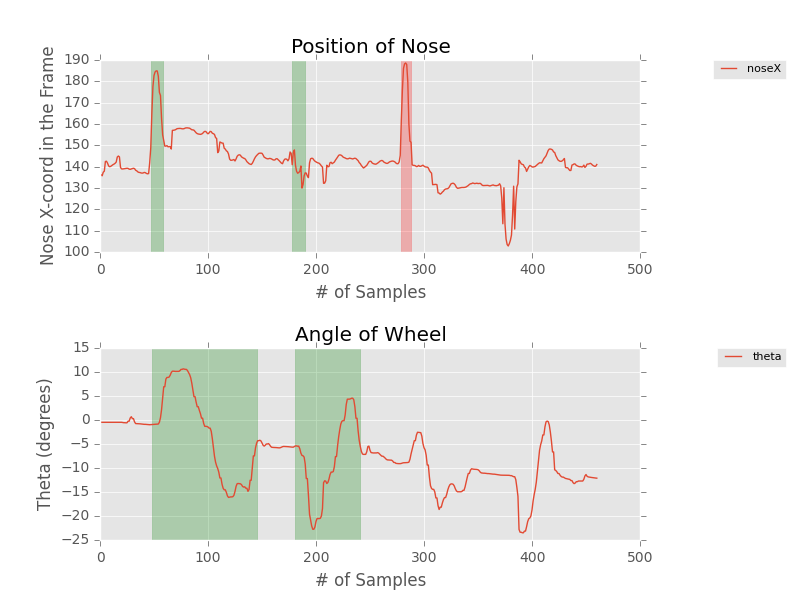 Position of Nose
Nose X-coord in the Frame
190
180
170
160
150
140
130
120
110
100
0 100 200 300 400 500
# of Samples
noseX
Angle of Wheel
Theta (degrees)
15
10
5
0
−5
−10
−15
−20
−25
0 100 200 300 400 500
# of Samples
theta